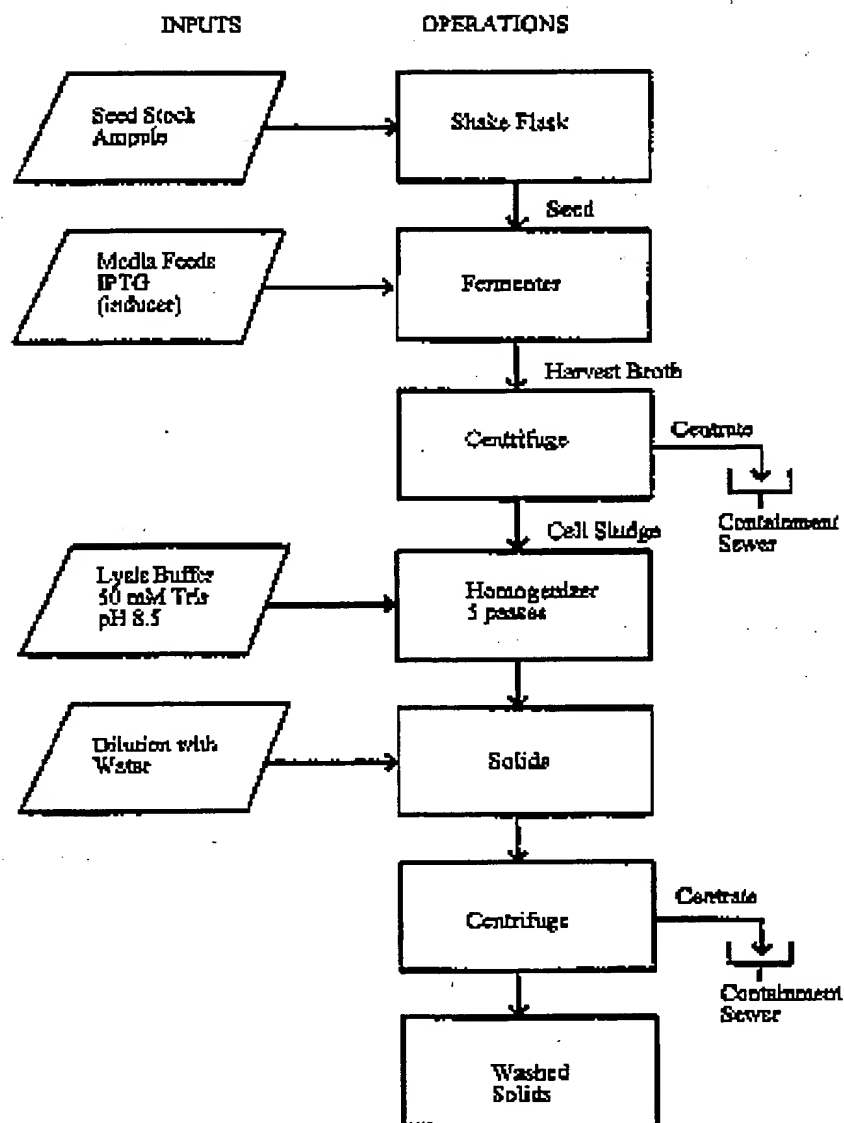 INPUTS
OPERATIONS
Seed Stock
Ampule
Shake Flask
Seed
Media Feeds
IPTG
(inducer)
Fermenter
Harvest Broth
Centrifuge
Centrate
Containment
Sewer
Cell Sludge
Lysis Buffer
50 mM Tris
pH 8.5
Homogenizer
5 passes
Dilution with
Water
Solids
Centrifuge
Centrate
Containment
Sewer
Washed
Solids